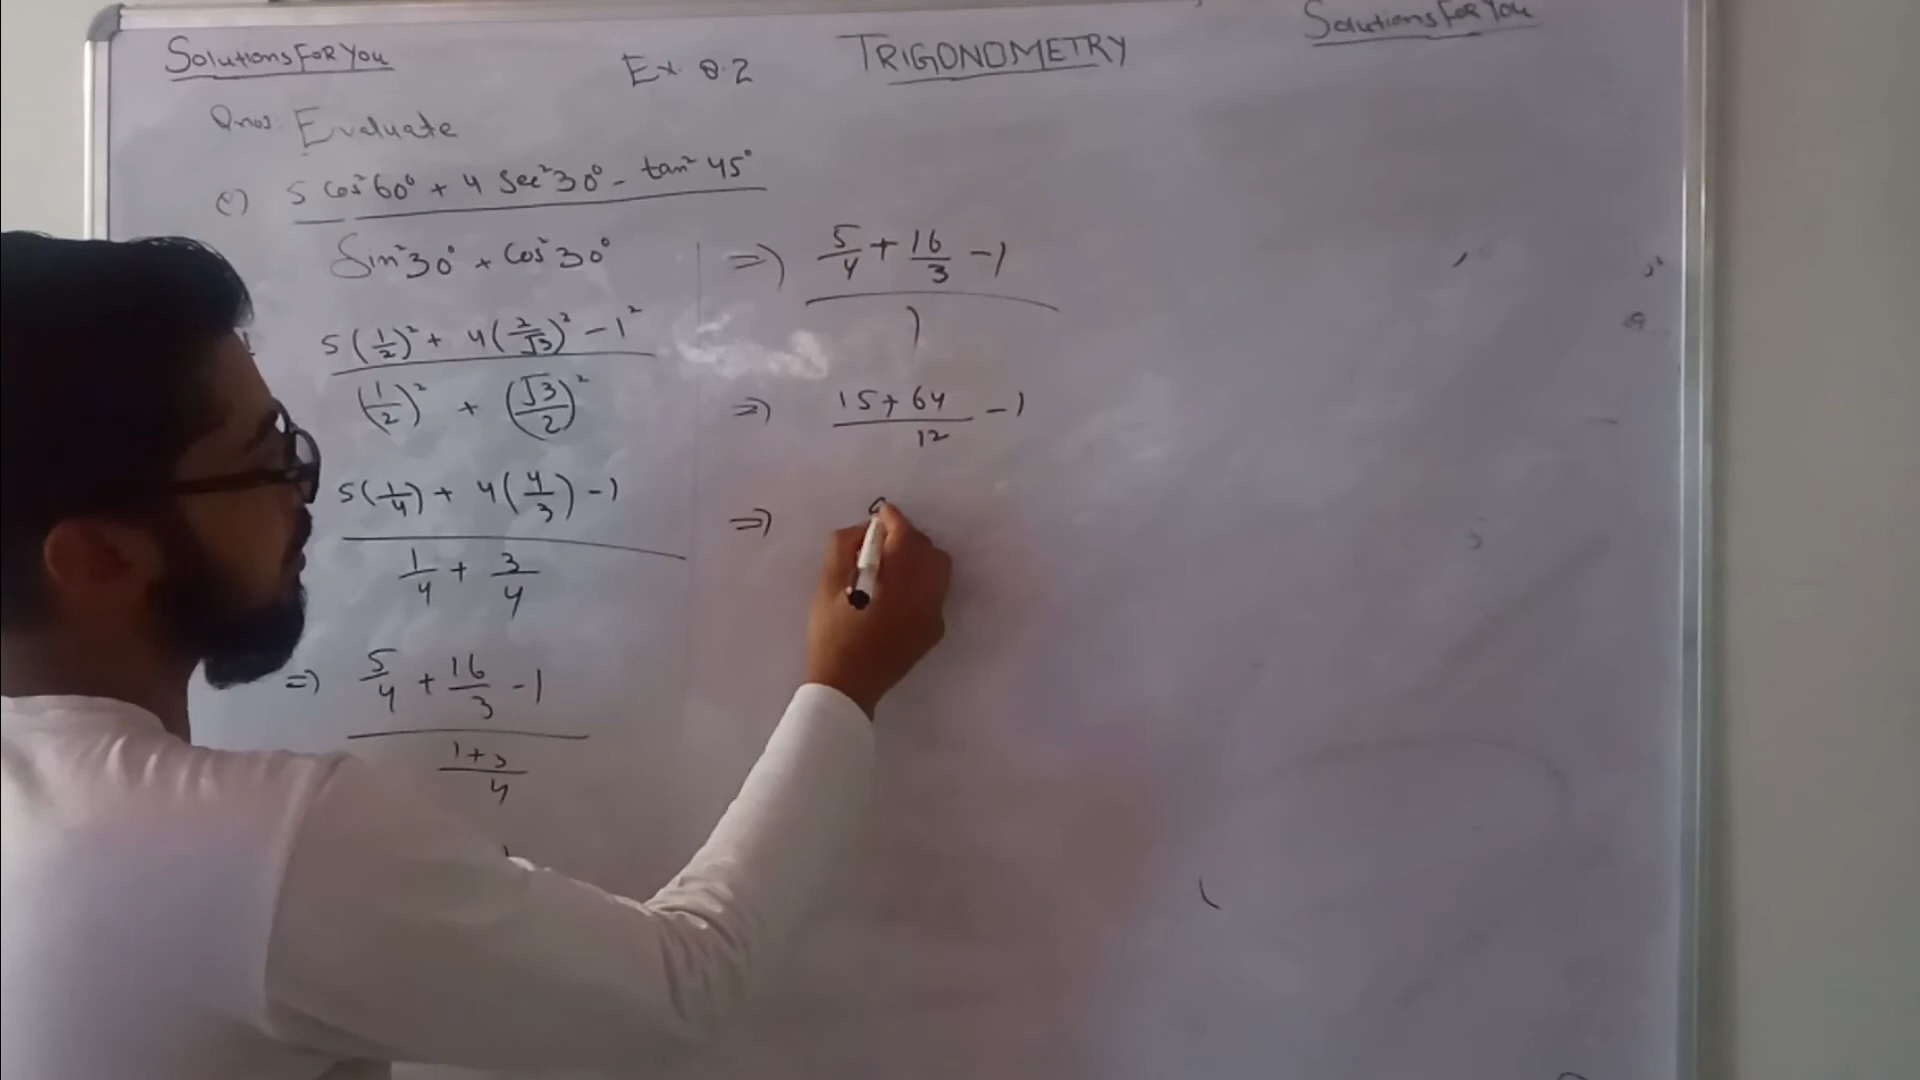 Solutions For You
Ex 8.2
TRIGONOMETRY
Solutions For You
Qno1 Evaluate
5 cos²60° + 4 sec²30° - tan²45°
Sin²30° + cos²30°
5(1/2)² + 4(2/√3)² - 1²
(1/2)² + (√3/2)²
5(1/4) + 4(4/3) - 1
1/4 + 3/4
=> 5/4 + 16/3 - 1
1+3
4
=> 5/4 + 16/3 - 1
1
=> 15+64/12 - 1
=>